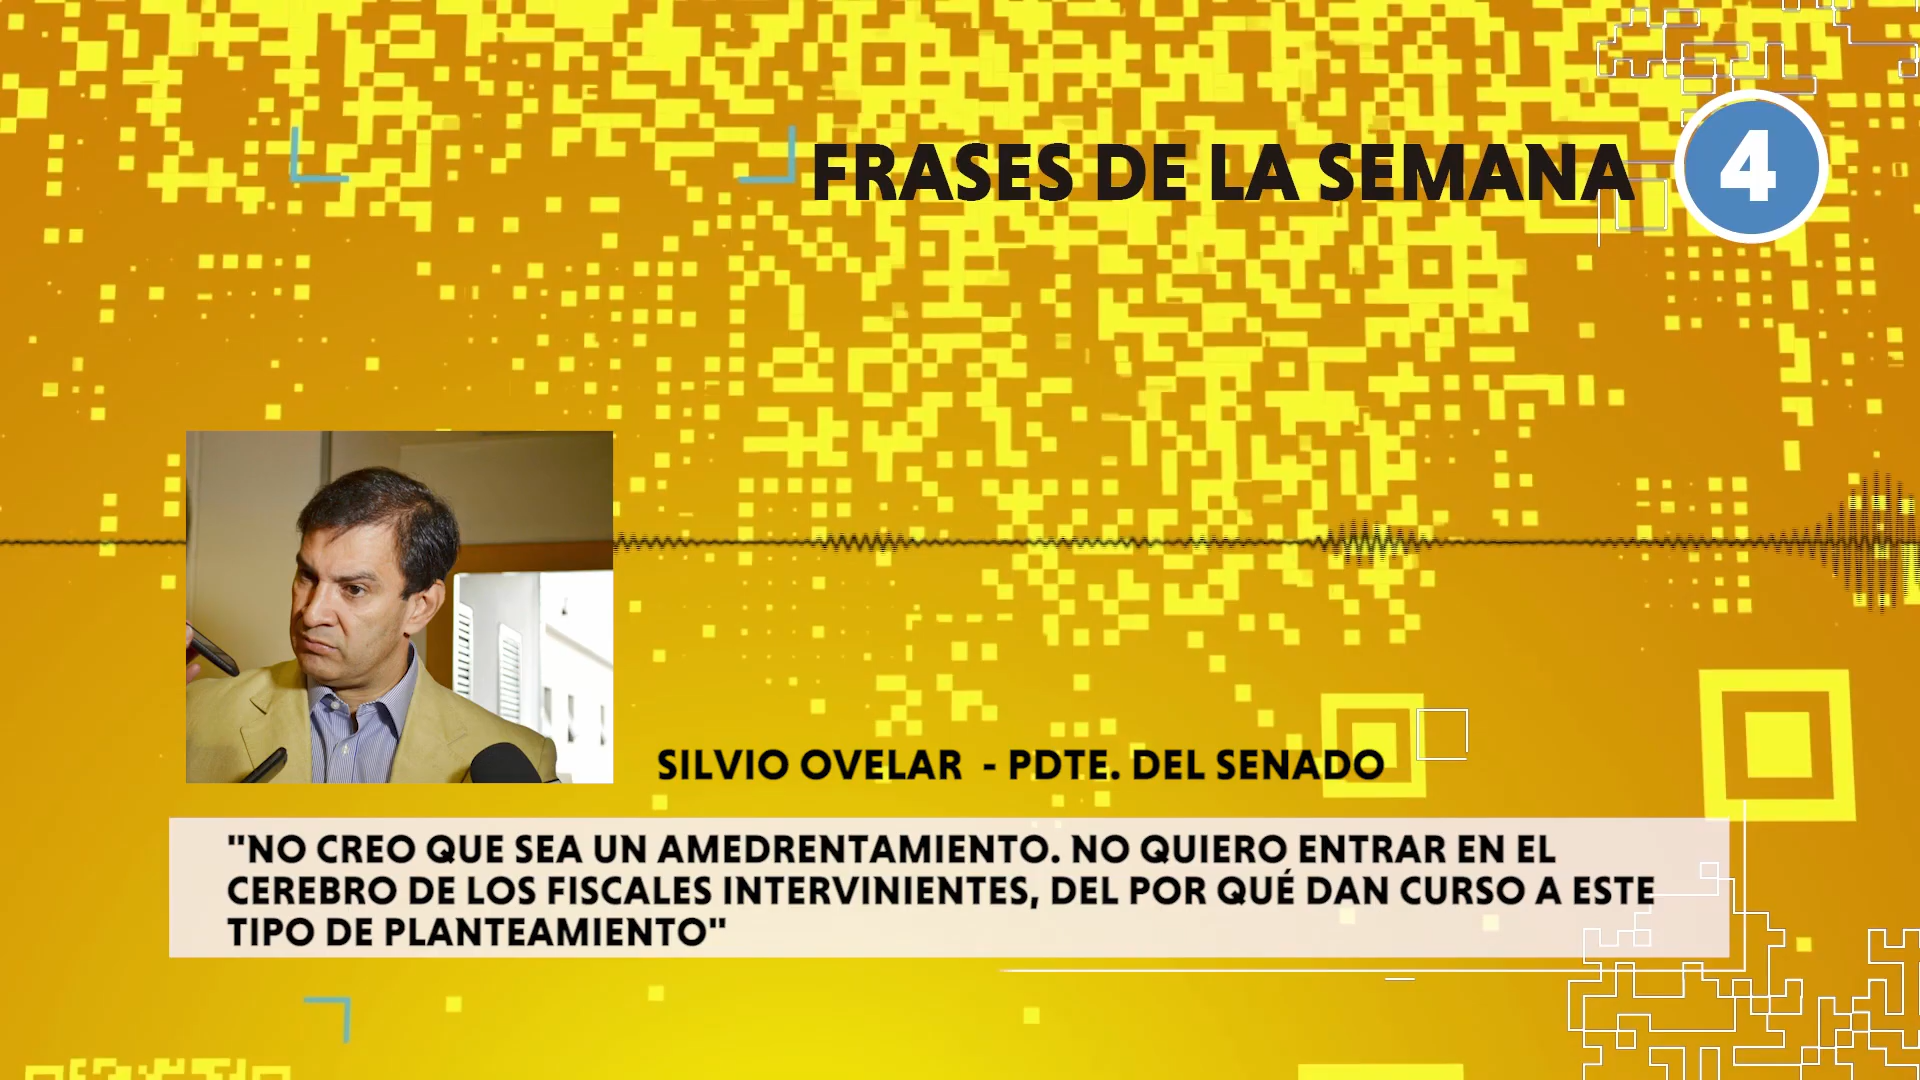 FRASES DE LA SEMANA
4
SILVIO OVELAR - PDTE. DEL SENADO
"NO CREO QUE SEA UN AMEDRENTAMIENTO. NO QUIERO ENTRAR EN EL
CEREBRO DE LOS FISCALES INTERVINIENTES, DEL POR QUÉ DAN CURSO A ESTE
TIPO DE PLANTEAMIENTO"